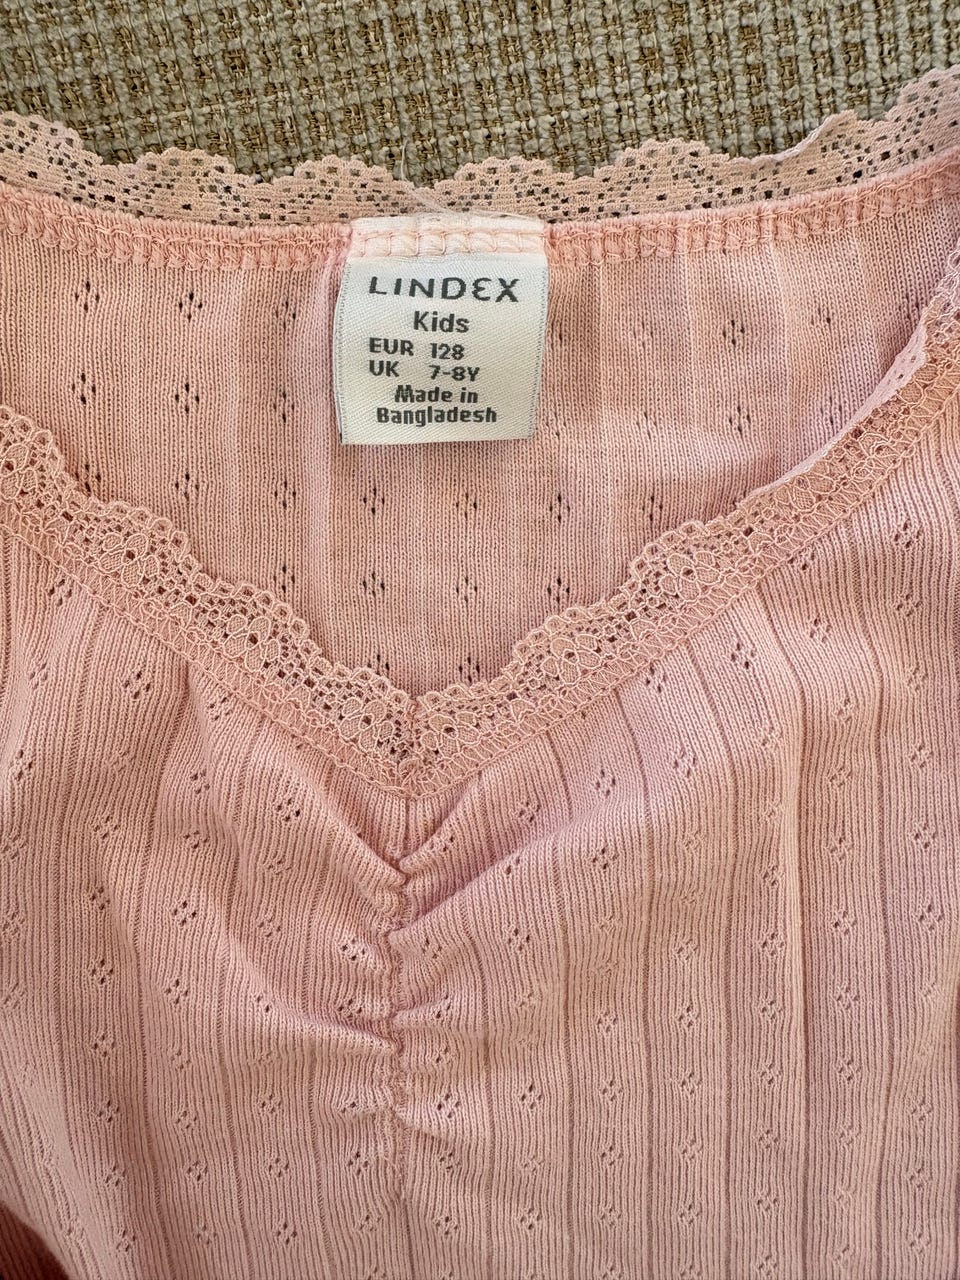 LINDEX
Kids
EUR 128
UK 7-8Y
Made in
Bangladesh